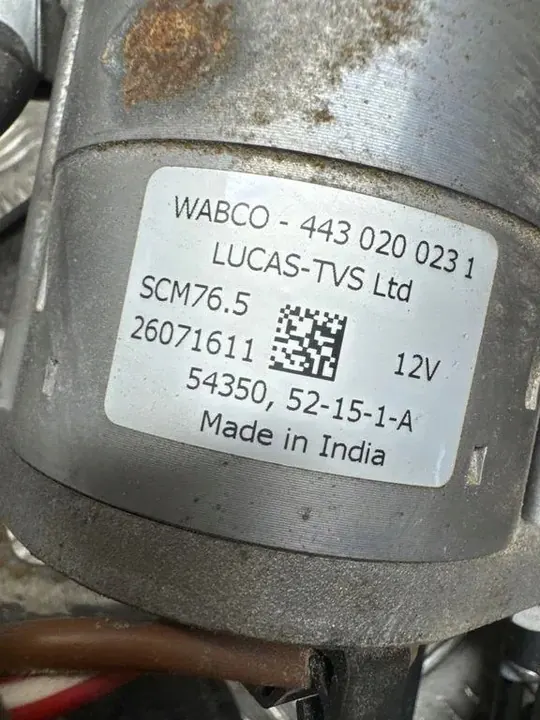 WABCO - 443 020 023 1
LUCAS-TVS Ltd
SCM76.5
26071611
12V
54350, 52-15-1-A
Made in India